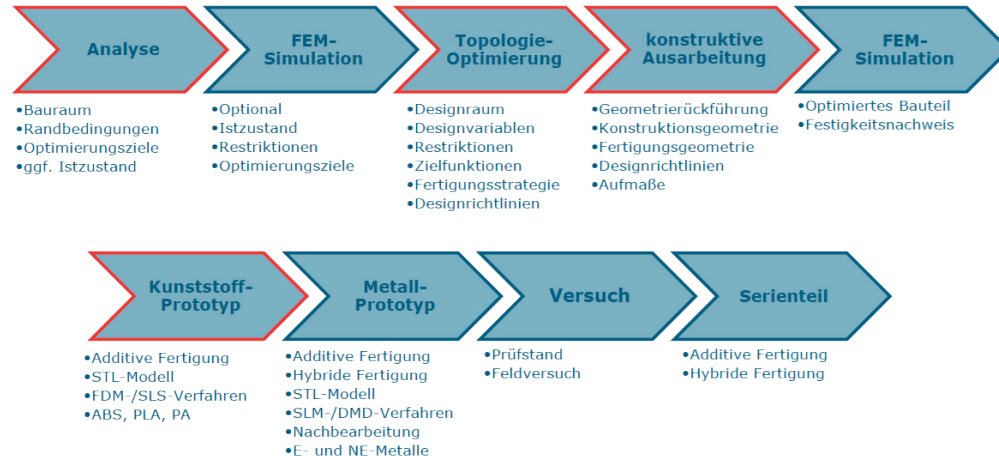 Analyse
•Bauraum
•Randbedingungen
•Optimierungsziele
•ggf. Istzustand
FEM-
Simulation
•Optional
•Istzustand
•Restriktionen
•Optimierungsziele
Topologie-
Optimierung
•Designraum
•Designvariablen
•Restriktionen
•Zielfunktionen
•Fertigungsstrategie
•Designrichtlinien
konstruktive
Ausarbeitung
•Geometrierückführung
•Konstruktionsgeometrie
•Fertigungsgeometrie
•Designrichtlinien
•Aufmaße
FEM-
Simulation
•Optimiertes Bauteil
•Festigkeitsnachweis
Kunststoff-
Prototyp
•Additive Fertigung
•STL-Modell
•FDM-/SLS-Verfahren
•ABS, PLA, PA
Metall-
Prototyp
•Additive Fertigung
•Hybride Fertigung
•STL-Modell
•SLM-/DMD-Verfahren
•Nachbearbeitung
•E- und NE-Metalle
Versuch
•Prüfstand
•Feldversuch
Serienteil
•Additive Fertigung
•Hybride Fertigung